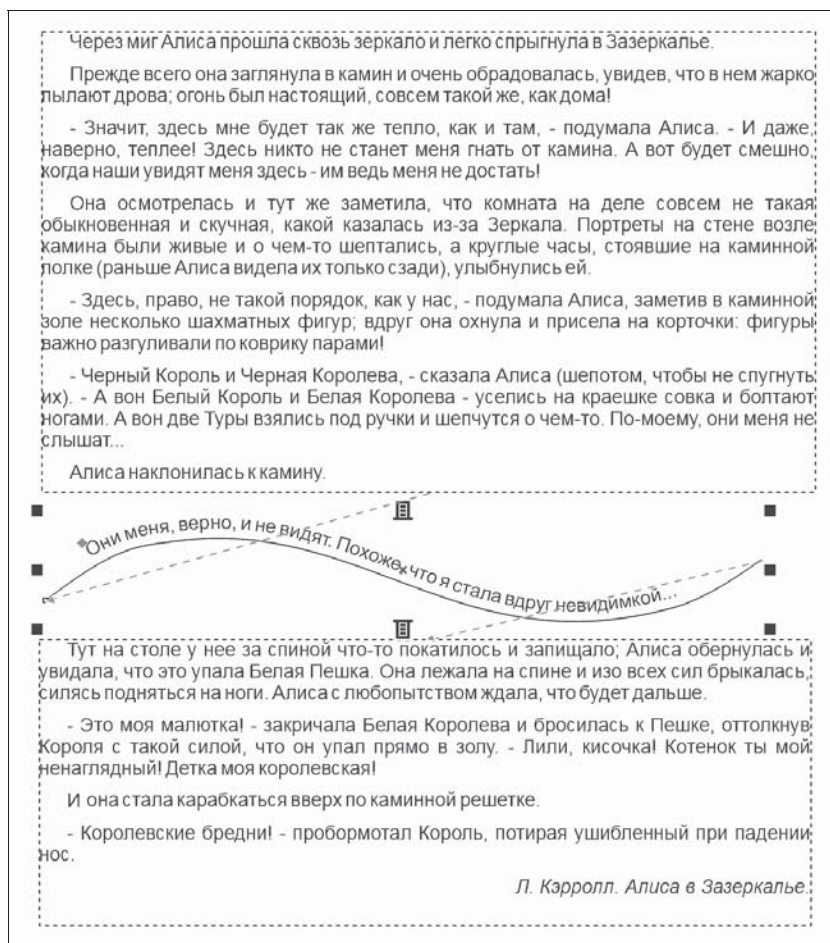 Через миг Алиса прошла сквозь зеркало и легко спрыгнула в Зазеркалье.
Прежде всего она заглянула в камин и очень обрадовалась, увидев, что в нем жарко
пылают дрова; огонь был настоящий, совсем такой же, как дома!
- Значит, здесь мне будет так же тепло, как и там, - подумала Алиса. - И даже,
наверно, теплее! Здесь никто не станет меня гнать от камина. А вот будет смешно,
когда наши увидят меня здесь - им ведь меня не достать!
Она осмотрелась и тут же заметила, что комната на деле совсем не такая
обыкновенная и скучная, какой казалась из-за Зеркала. Портреты на стене возле
камина были живые и о чем-то шептались, а круглые часы, стоявшие на каминной
полке (раньше Алиса видела их только сзади), улыбнулись ей.
- Здесь, право, не такой порядок, как у нас, - подумала Алиса, заметив в каминной
золе несколько шахматных фигур; вдруг она охнула и присела на корточки: фигуры
важно разгуливали по коврику парами!
- Черный Король и Черная Королева, - сказала Алиса (шепотом, чтобы не спугнуть
их). - А вон Белый Король и Белая Королева - уселись на краешке совка и болтают
ногами. А вон две Туры взялись под ручки и шепчутся о чем-то. По-моему, они меня не
слышат...
Алиса наклонилась к камину.
Они меня, верно, и не видят. Похоже, что я стала вдруг невидимкой...
Тут на столе у нее за спиной что-то покатилось и запищало; Алиса обернулась и
увидала, что это упала Белая Пешка. Она лежала на спине и изо всех сил брыкалась,
силясь подняться на ноги. Алиса с любопытством ждала, что будет дальше.
- Это моя малютка! - закричала Белая Королева и бросилась к Пешке, оттолкнув
Короля с такой силой, что он упал прямо в золу. - Лили, кисочка! Котенок ты мой
ненаглядный! Детка моя королевская!
И она стала карабкаться вверх по каминной решетке.
- Королевские бредни! - пробормотал Король, потирая ушибленный при падении
нос.
Л. Кэрролл. Алиса в Зазеркалье.